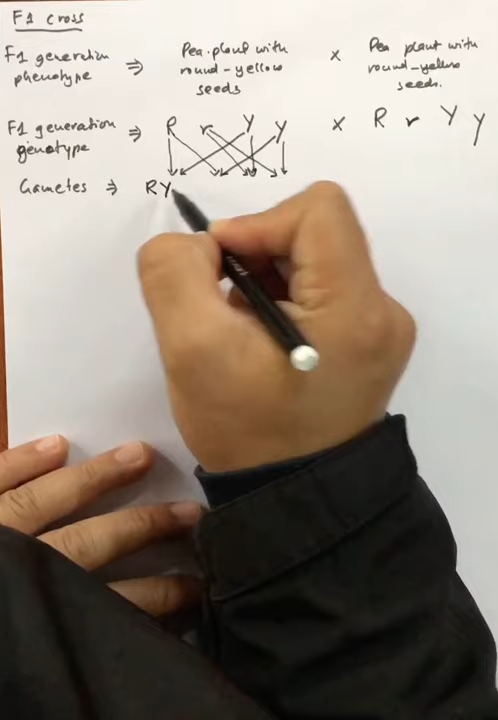 F1 cross
F1 generation ⇒ Pea plant with × Pea plant with
phenotype round-yellow round-yellow
seeds seeds.
F1 generation ⇒ R r Y y × R r Y y
genotype
Gametes ⇒ RY